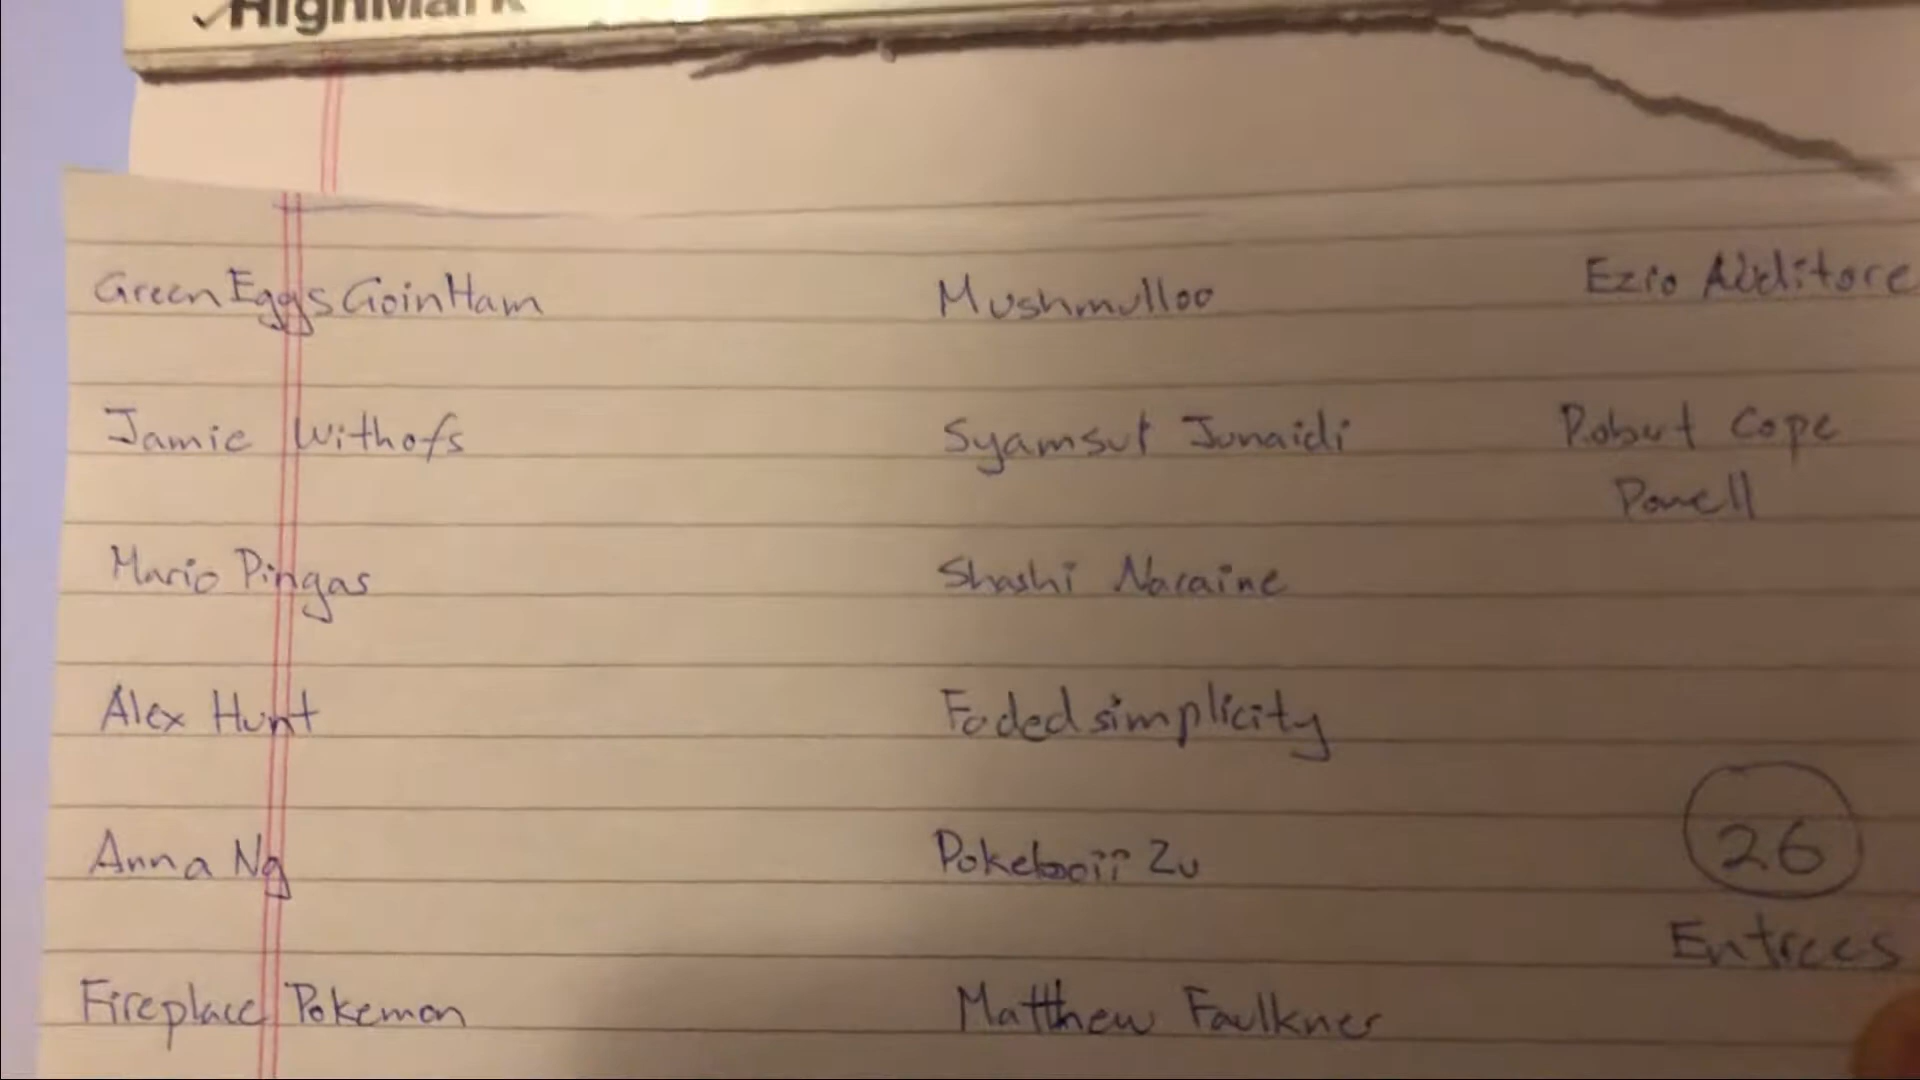 HighMark
GreenEggsGoinHam
Mushmulloo
Ezio Auditore
Jamie Withofs
Syamsut Junaidi
Robert Cope
Powell
Mario Pingas
Shashi Naraine
Alex Hunt
Fadedsimplicity
Anna Ng
Pokeboii Zu
26
Entrees
Fireplace Pokemon
Matthew Faulkner